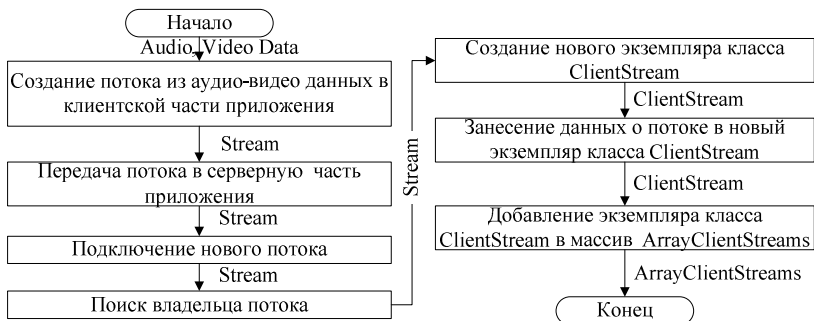 Начало
Audio, Video Data
Создание потока из аудио-видео данных в
клиентской части приложения
Stream
Передача потока в серверную часть
приложения
Stream
Подключение нового потока
Stream
Поиск владельца потока
Stream
Создание нового экземпляра класса
ClientStream
ClientStream
Занесение данных о потоке в новый
экземпляр класса ClientStream
ClientStream
Добавление экземпляра класса
ClientStream в массив ArrayClientStreams
ArrayClientStreams
Конец